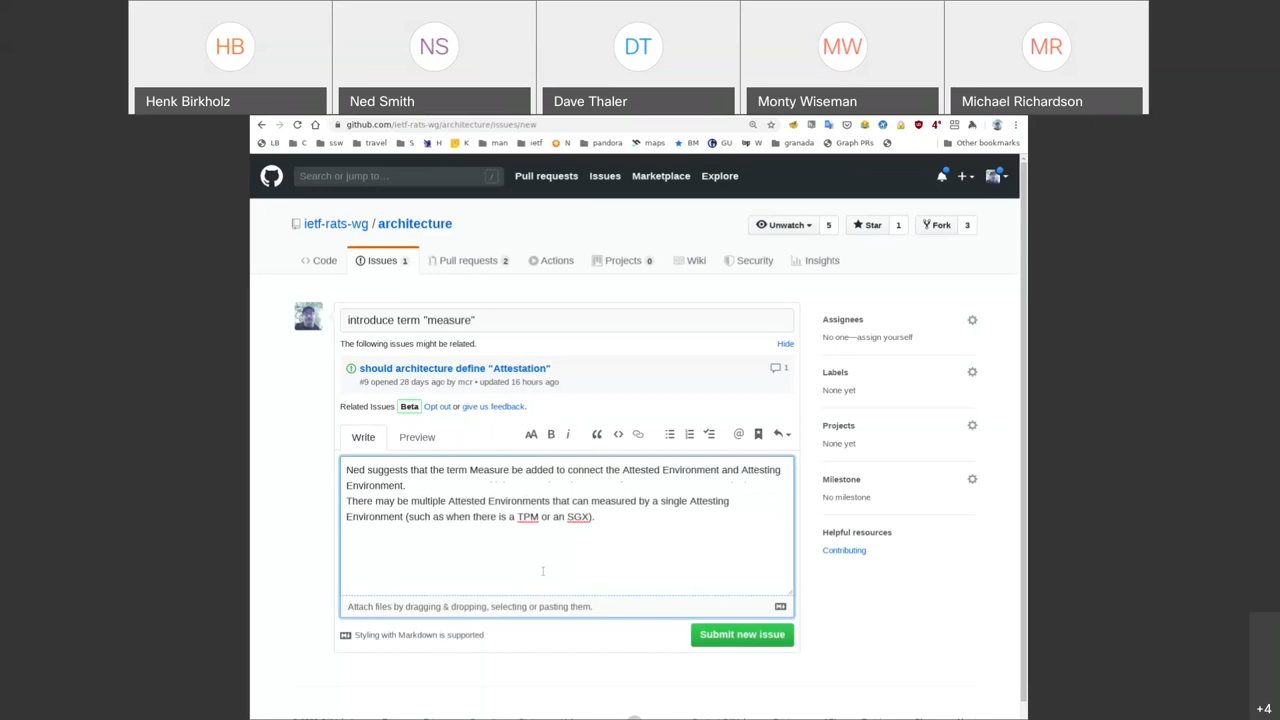 HB
NS
DT
MW
MR
Henk Birkholz
Ned Smith
Dave Thaler
Monty Wiseman
Michael Richardson
github.com/ietf-rats-wg/architecture/issues/new
LB C ssw travel S H K man ietf N pandora maps BM GU W granada Graph PRs Other bookmarks
Search or jump to... / Pull requests Issues Marketplace Explore
ietf-rats-wg / architecture
Unwatch 5 Star 1 Fork 3
Code Issues 1 Pull requests 2 Actions Projects 0 Wiki Security Insights
introduce term "measure"
The following issues might be related. Hide
should architecture define "Attestation" 1
#9 opened 28 days ago by mcr • updated 16 hours ago
Related Issues Beta Opt out or give us feedback.
Write Preview
Ned suggests that the term Measure be added to connect the Attested Environment and Attesting
Environment.
There may be multiple Attested Environments that can measured by a single Attesting
Environment (such as when there is a TPM or an SGX).
Attach files by dragging & dropping, selecting or pasting them.
Styling with Markdown is supported
Submit new issue
Assignees
No one—assign yourself
Labels
None yet
Projects
None yet
Milestone
No milestone
Helpful resources
Contributing
+4